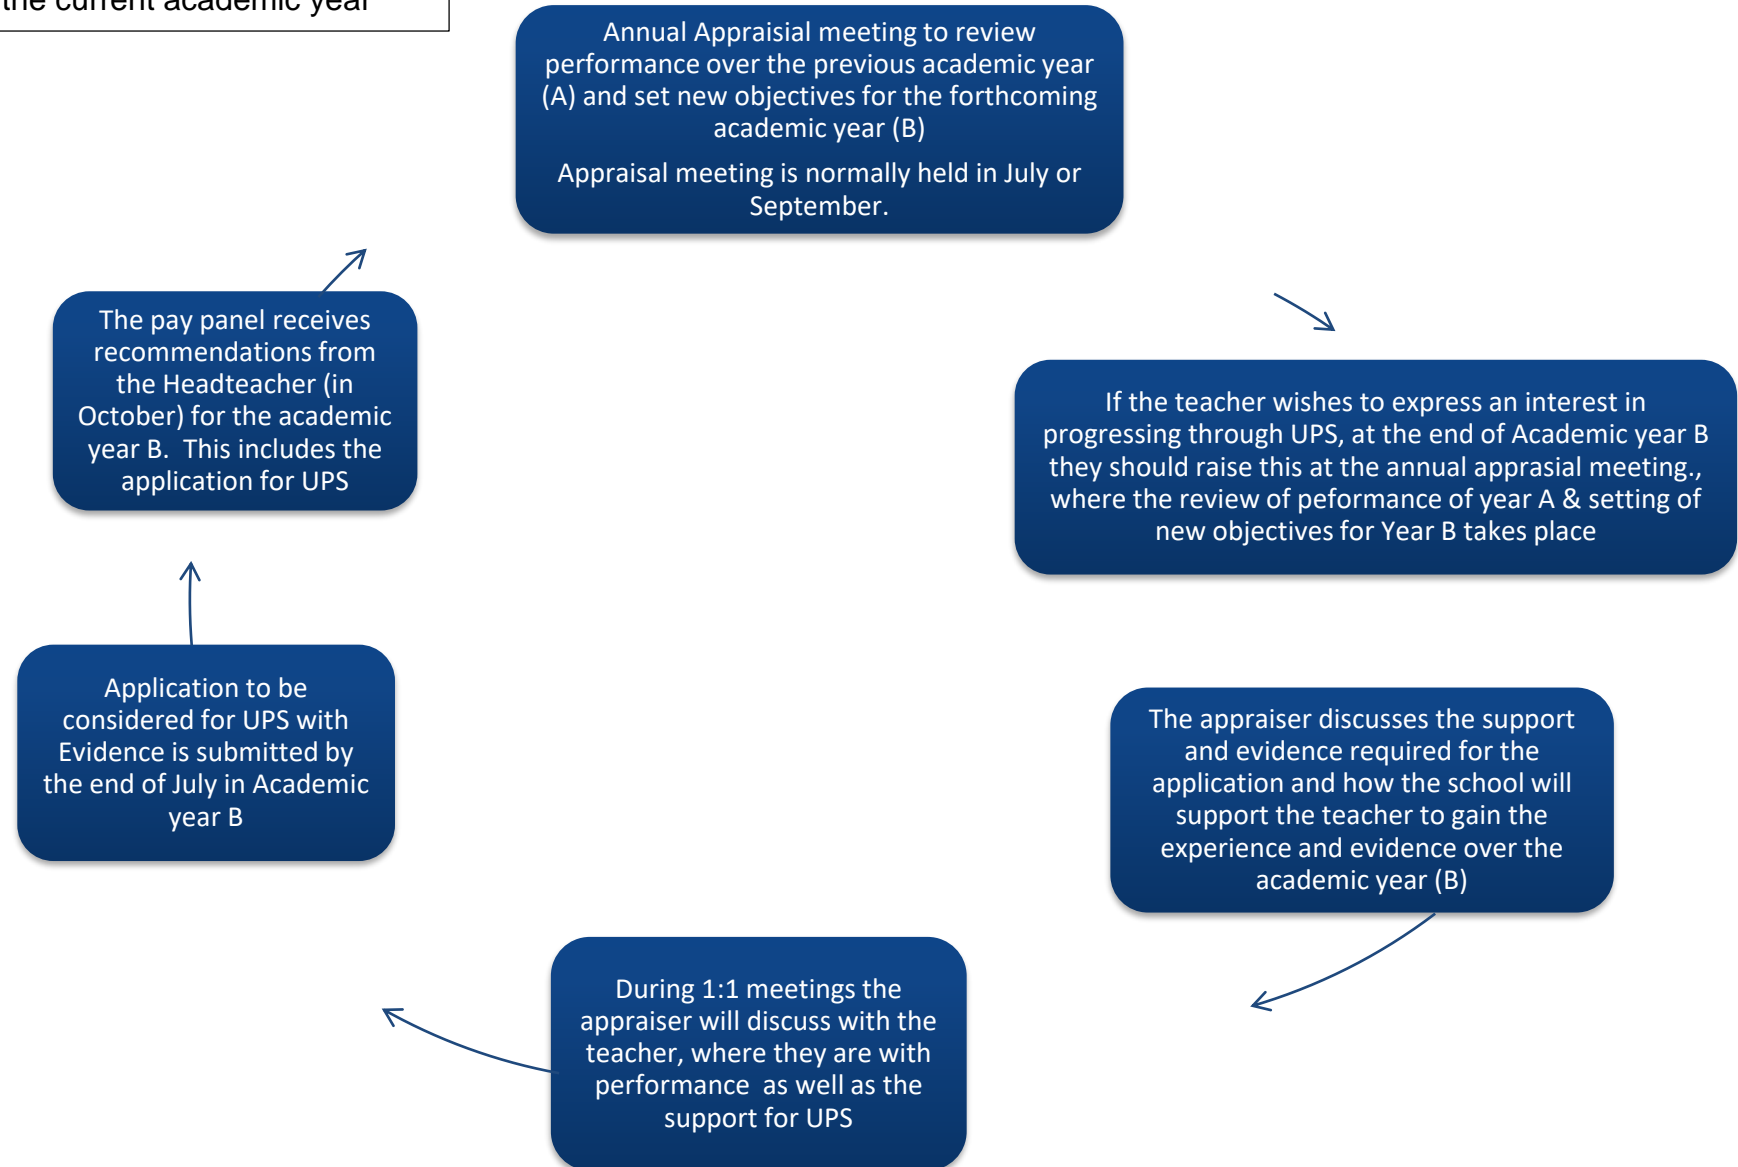 the current academic year
Annual Appraisial meeting to review
performance over the previous academic year
(A) and set new objectives for the forthcoming
academic year (B)
Appraisal meeting is normally held in July or
September.
If the teacher wishes to express an interest in
progressing through UPS, at the end of Academic year B
they should raise this at the annual apprasial meeting.,
where the review of peformance of year A & setting of
new objectives for Year B takes place
The appraiser discusses the support
and evidence required for the
application and how the school will
support the teacher to gain the
experience and evidence over the
academic year (B)
During 1:1 meetings the
appraiser will discuss with the
teacher, where they are with
performance  as well as the
support for UPS
Application to be
considered for UPS with
Evidence is submitted by
the end of July in Academic
year B
The pay panel receives
recommendations from
the Headteacher (in
October) for the academic
year B.  This includes the
application for UPS